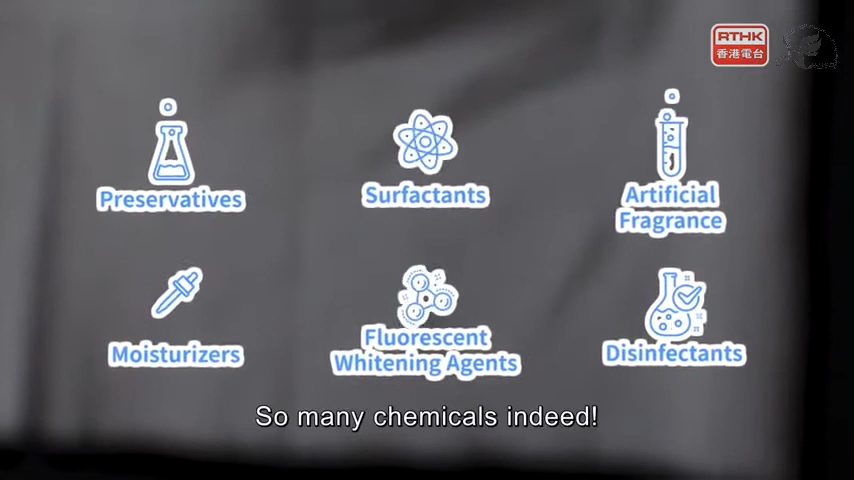 RTHK
香港電台
Preservatives
Surfactants
Artificial
Fragrance
Moisturizers
Fluorescent
Whitening Agents
Disinfectants
So many chemicals indeed!